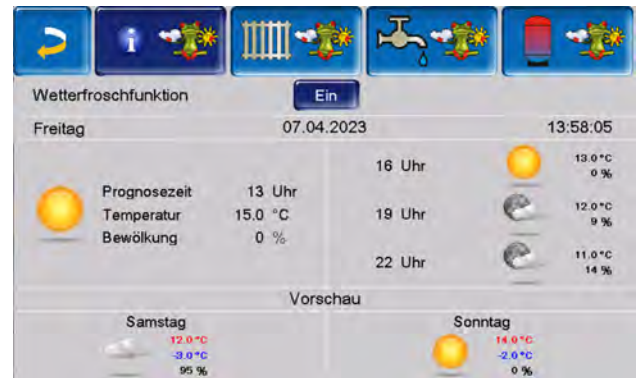 i
Wetterfroschfunktion Ein
Freitag 07.04.2023 13:58:05
Prognosezeit 13 Uhr
Temperatur 15.0 °C
Bewölkung 0 %
16 Uhr 13.0°C
0 %
19 Uhr 12.0°C
9 %
22 Uhr 11.0°C
14 %
Vorschau
Samstag
12.0°C
-3.0°C
95 %
Sonntag
14.0°C
-2.0°C
0 %